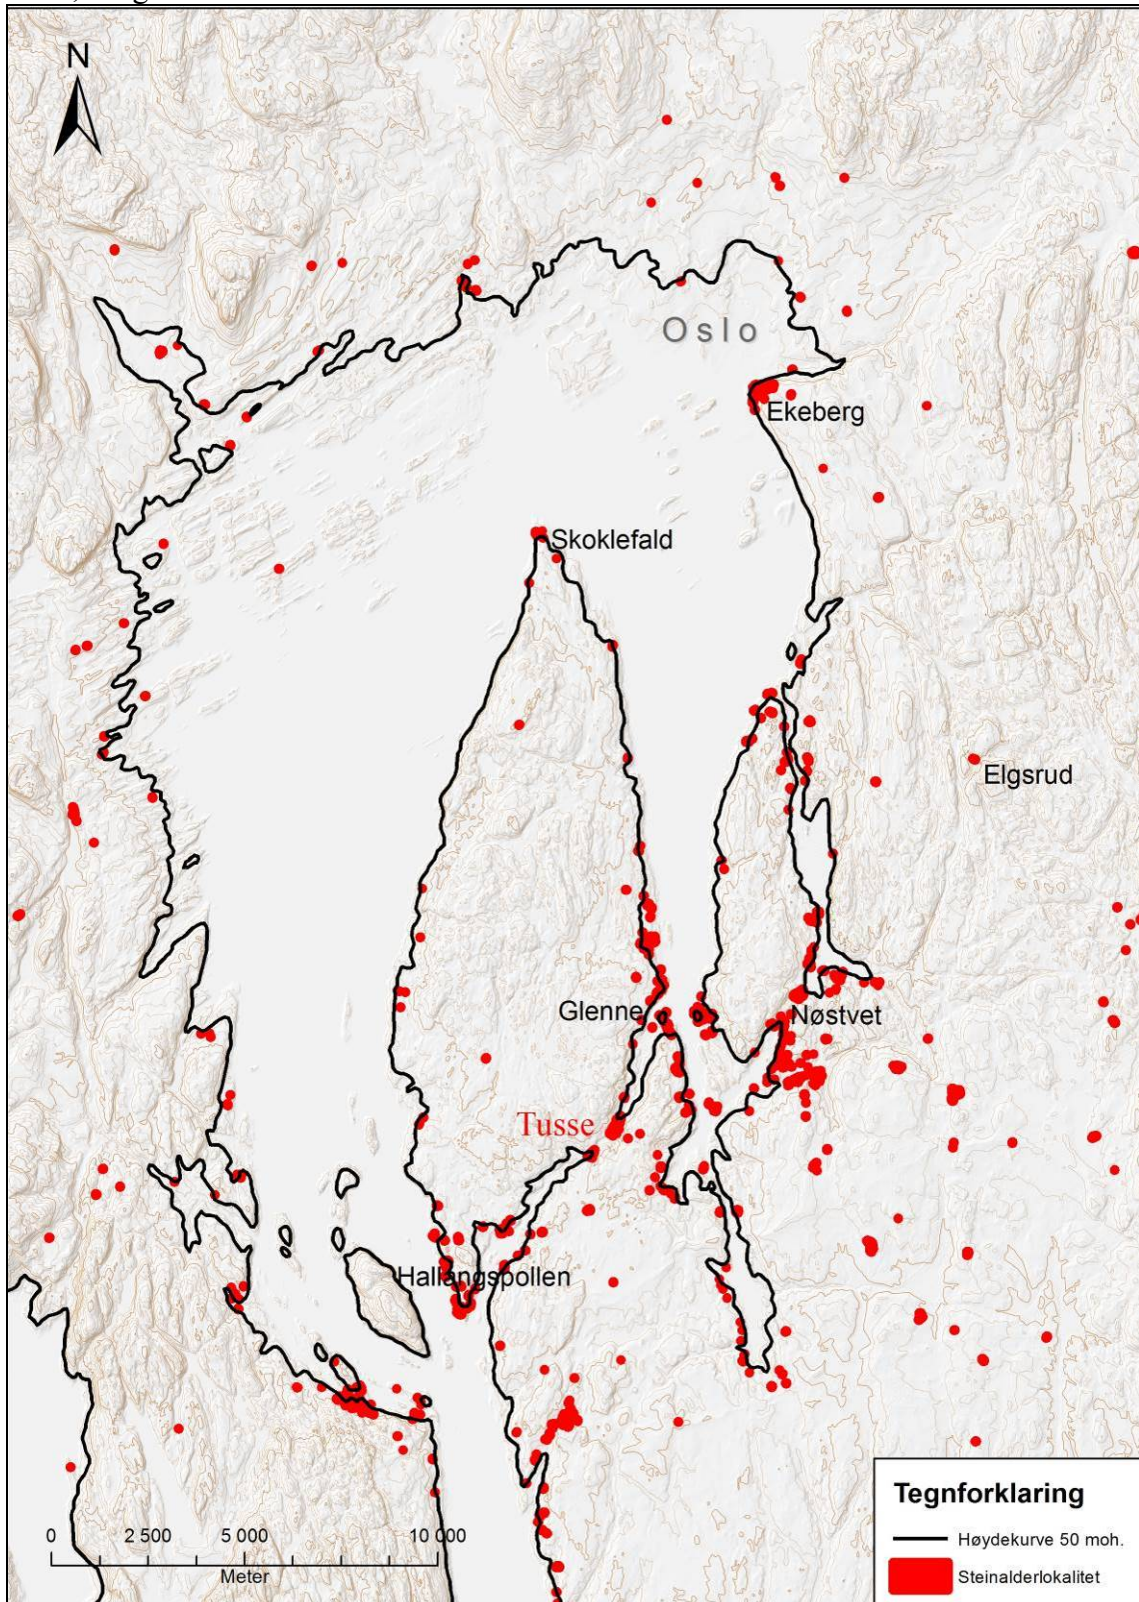 N
Oslo
Ekeberg
Skoklefald
Elgsrud
Glenne
Nøstvet
Tusse
Hallangspollen
Tegnforklaring
Høydekurve 50 moh.
Steinalderlokalitet
0 2 500 5 000 10 000
Meter